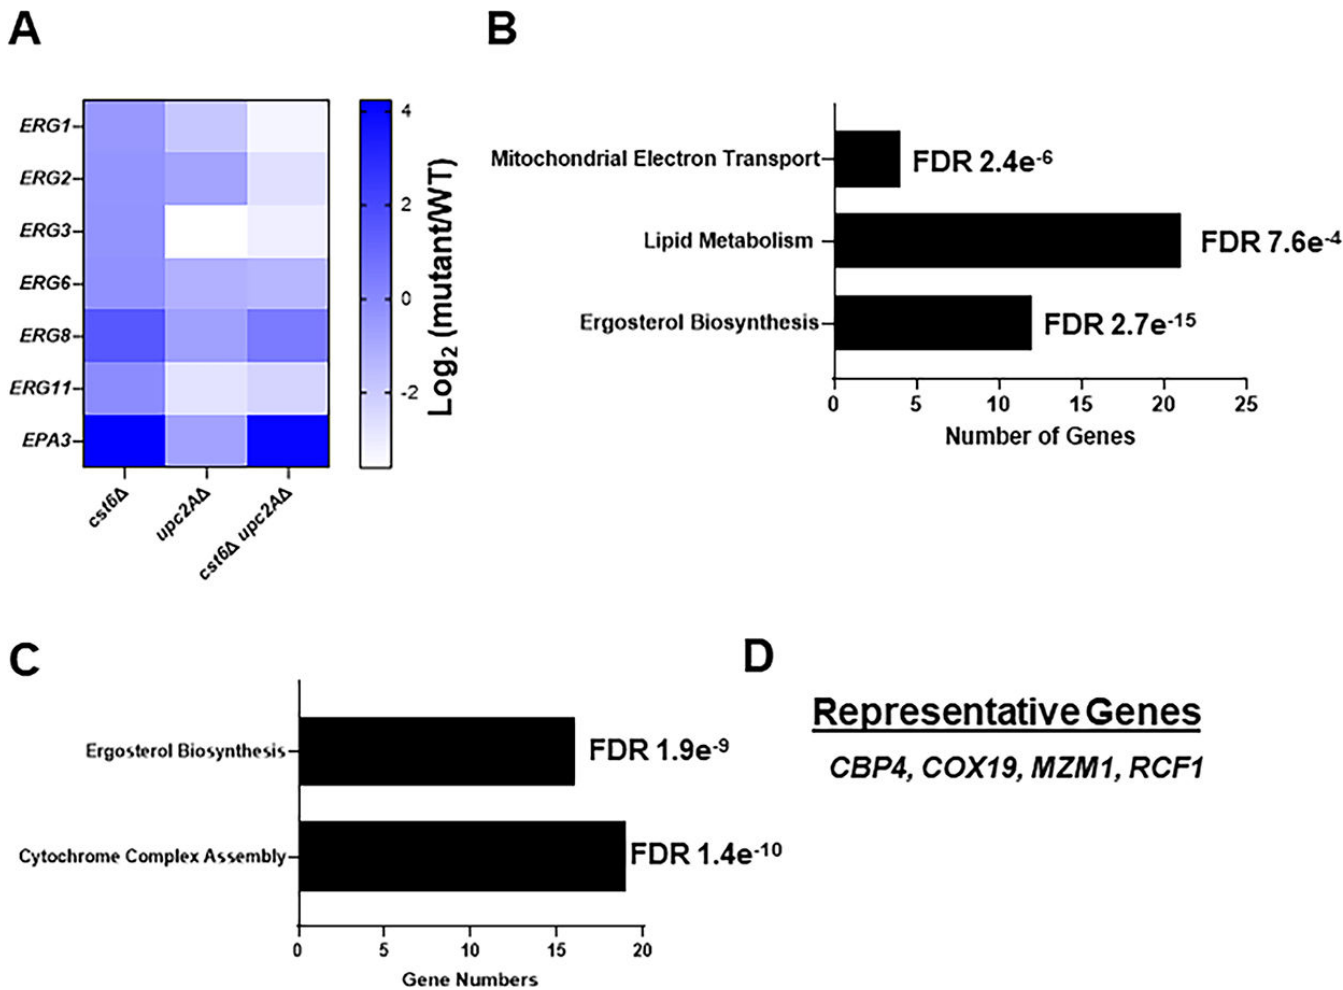 A
ERG1
ERG2
ERG3
ERG6
ERG8
ERG11
EPA3
cst6Δ
upc2AΔ
cst6Δ upc2AΔ
4
2
0
-2
Log2 (mutant/WT)
B
Mitochondrial Electron Transport
FDR 2.4e-6
Lipid Metabolism
FDR 7.6e-4
Ergosterol Biosynthesis
FDR 2.7e-15
0 5 10 15 20 25
Number of Genes
C
Ergosterol Biosynthesis
FDR 1.9e-9
Cytochrome Complex Assembly
FDR 1.4e-10
0 5 10 15 20
Gene Numbers
D
Representative Genes
CBP4, COX19, MZM1, RCF1